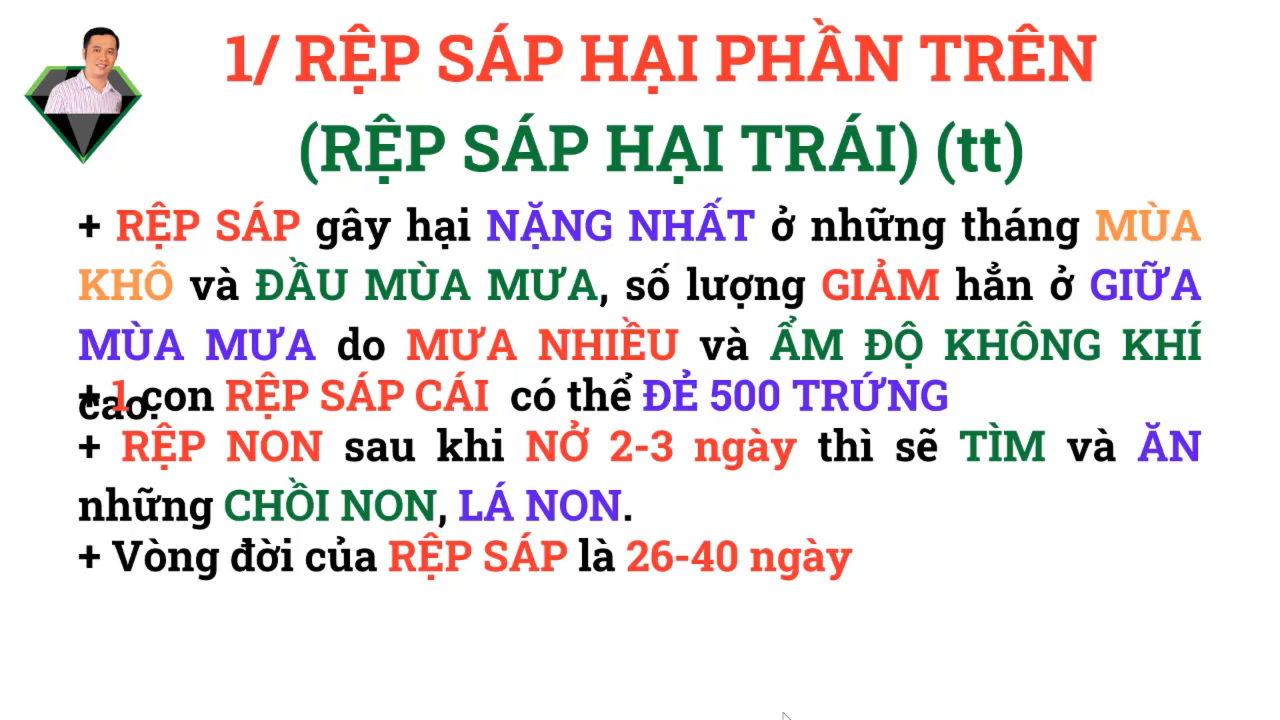 1/ RỆP SÁP HẠI PHẦN TRÊN
(RỆP SÁP HẠI TRÁI) (tt)
+ RỆP SÁP gây hại NẶNG NHẤT ở những tháng MÙA
KHÔ và ĐẦU MÙA MƯA, số lượng GIẢM hẳn ở GIỮA
MÙA MƯA do MƯA NHIỀU và ẨM ĐỘ KHÔNG KHÍ
cao.
+ 1 con RỆP SÁP CÁI có thể ĐẺ 500 TRỨNG
+ RỆP NON sau khi NỞ 2-3 ngày thì sẽ TÌM và ĂN
những CHỒI NON, LÁ NON.
+ Vòng đời của RỆP SÁP là 26-40 ngày